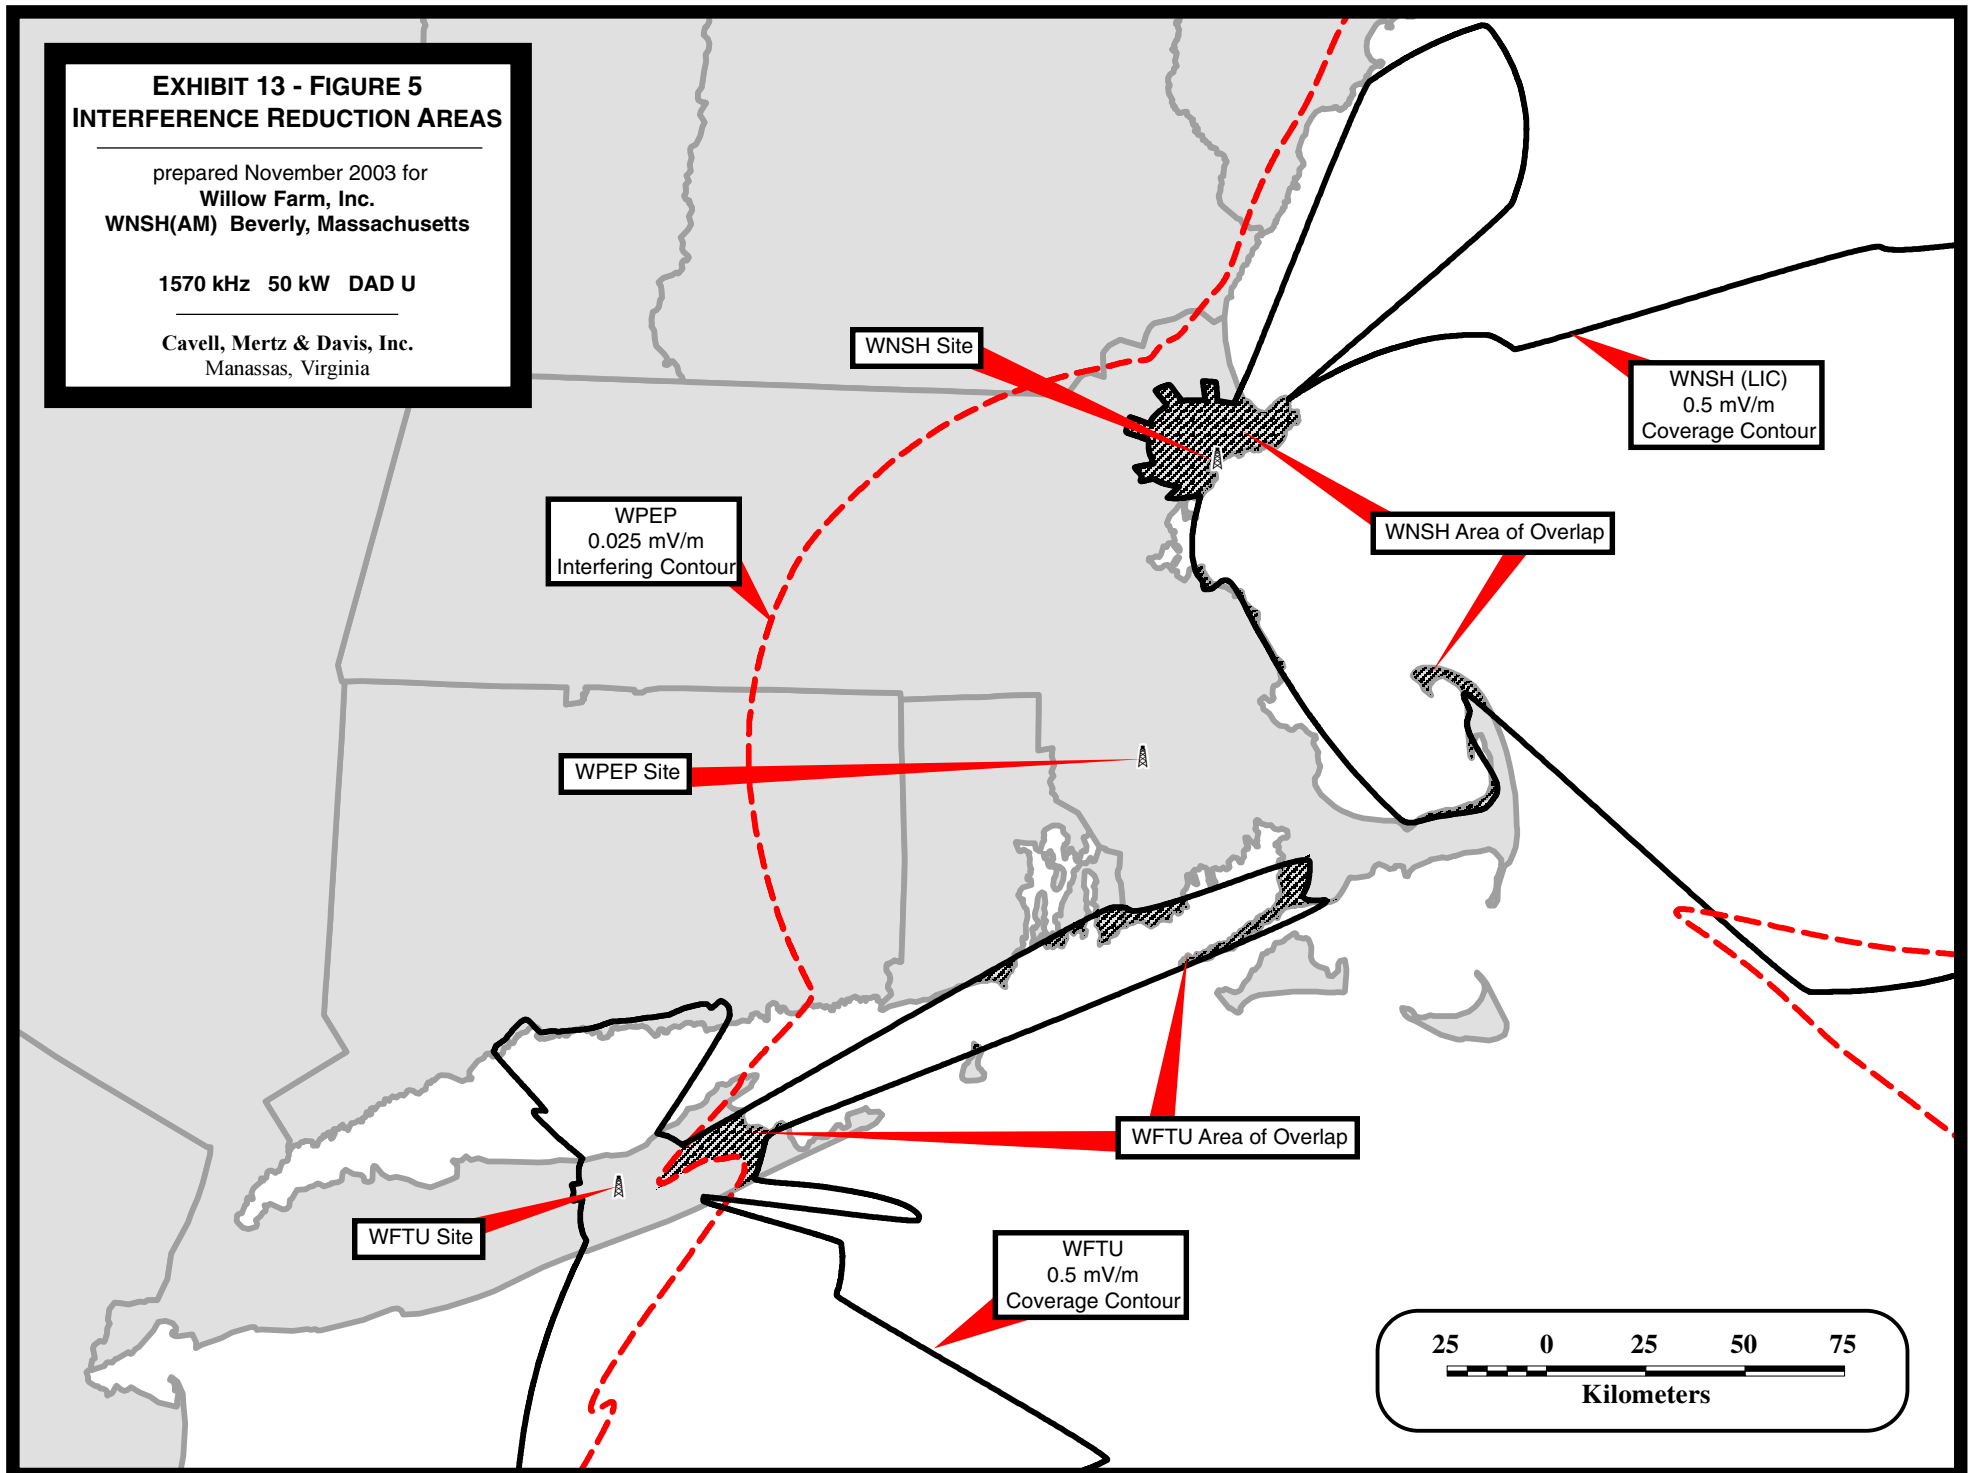 EXHIBIT 13 - FIGURE 5
INTERFERENCE REDUCTION AREAS
prepared November 2003 for
Willow Farm, Inc.
WNSH(AM) Beverly, Massachusetts
1570 kHz 50 kW DAD U
Cavell, Mertz & Davis, Inc.
Manassas, Virginia
WNSH Site
WNSH (LIC)
0.5 mV/m
Coverage Contour
WPEP
0.025 mV/m
Interfering Contour
WNSH Area of Overlap
WPEP Site
WFTU Area of Overlap
WFTU Site
WFTU
0.5 mV/m
Coverage Contour
25 0 25 50 75
Kilometers